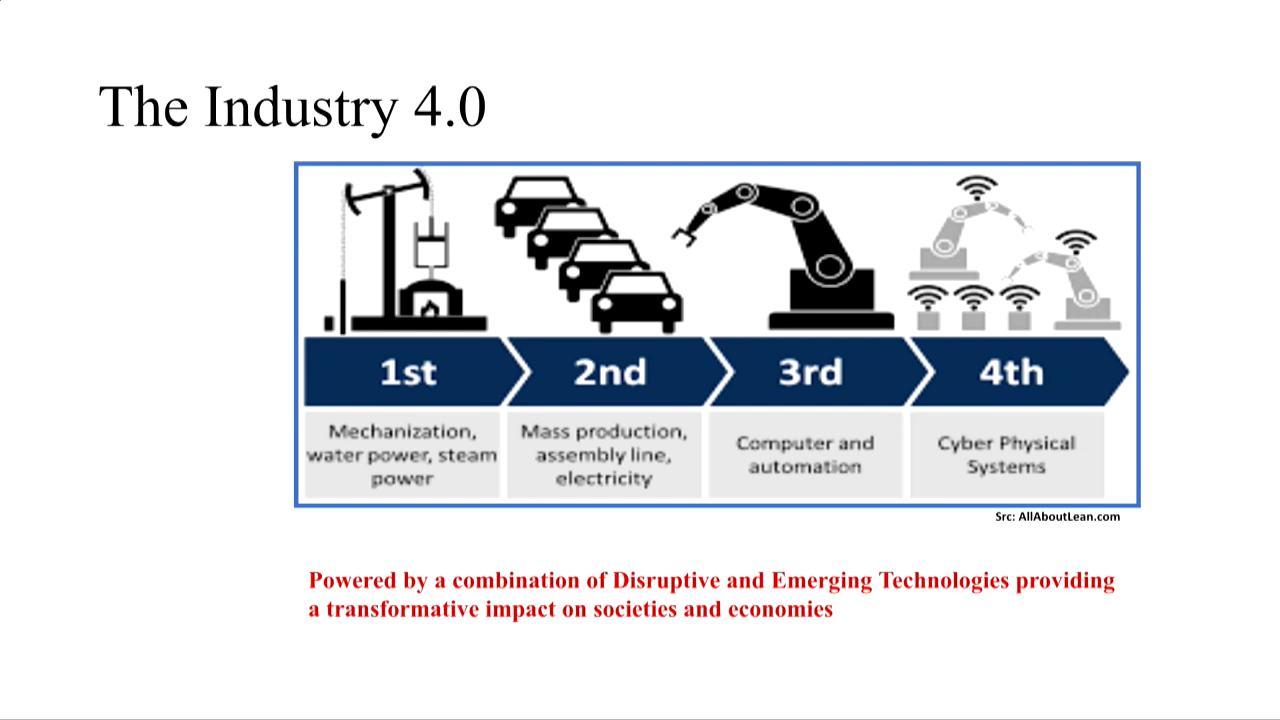 The Industry 4.0
1st
2nd
3rd
4th
Mechanization,
water power, steam
power
Mass production,
assembly line,
electricity
Computer and
automation
Cyber Physical
Systems
Src: AllAboutLean.com
Powered by a combination of Disruptive and Emerging Technologies providing
a transformative impact on societies and economies